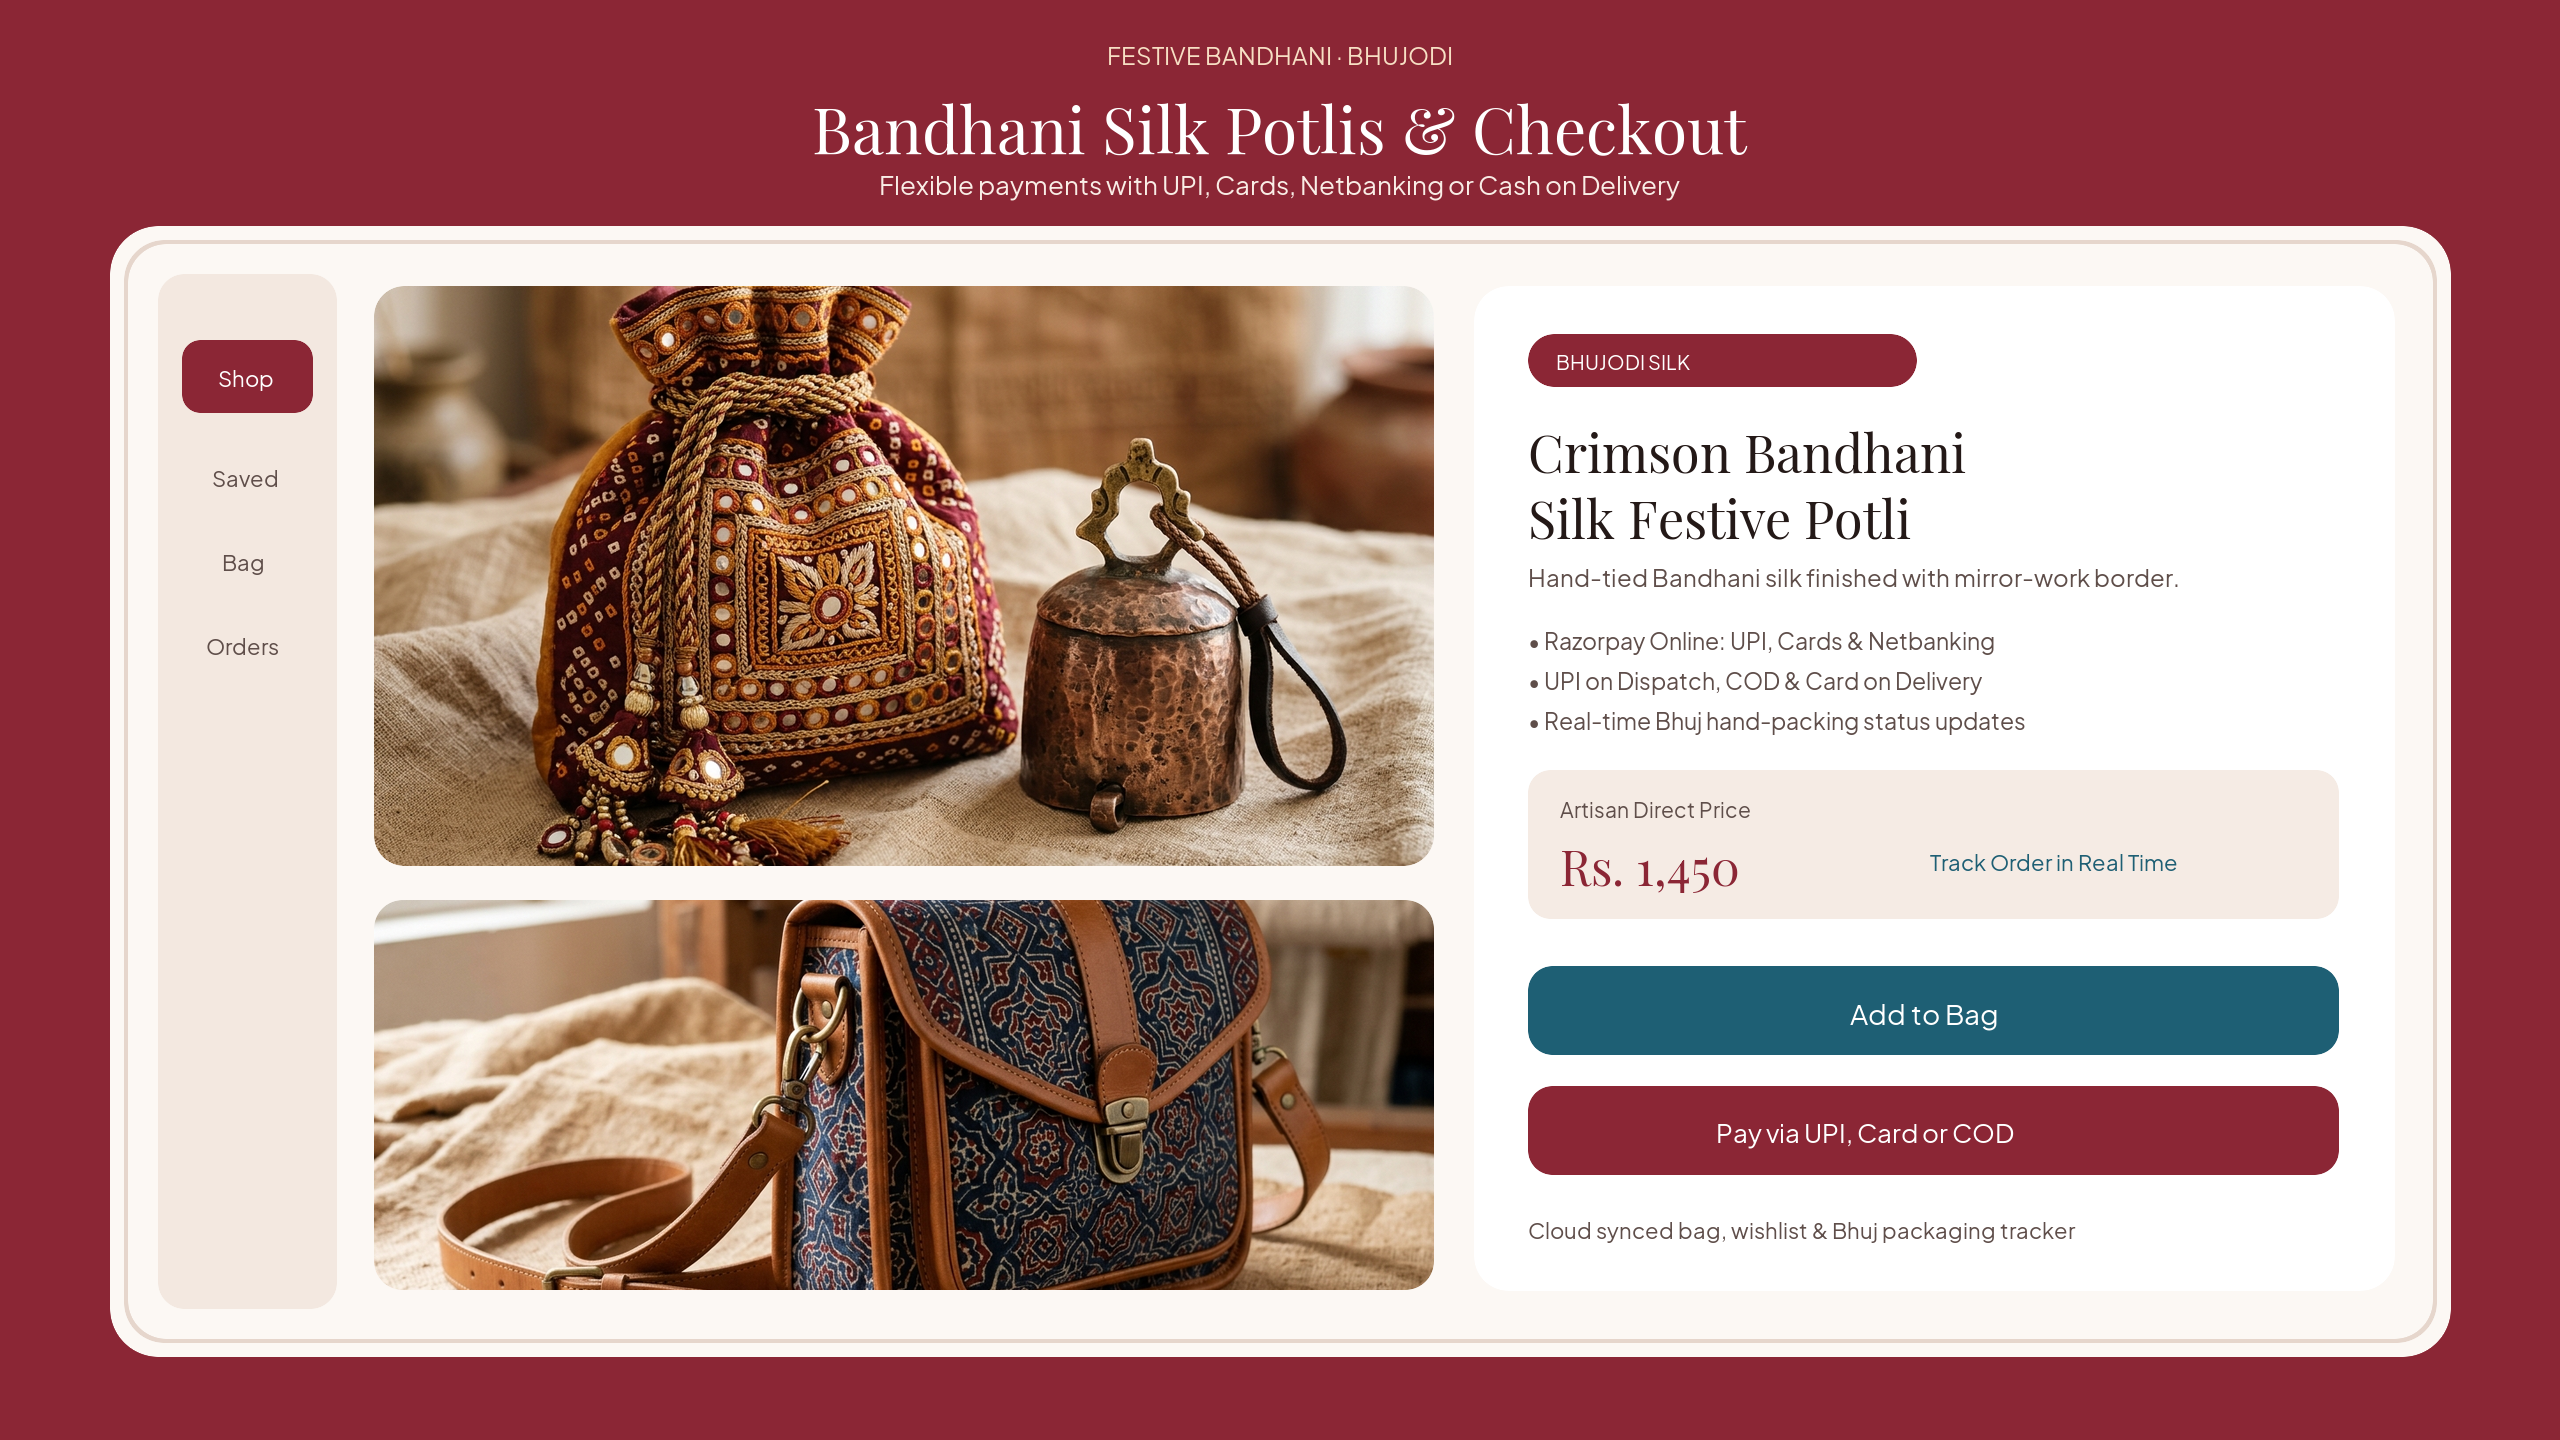 FESTIVE BANDHANI · BHUJODI
Bandhani Silk Potlis & Checkout
Flexible payments with UPI, Cards, Netbanking or Cash on Delivery
Shop
Saved
Bag
Orders
BHUJODI SILK
Crimson Bandhani
Silk Festive Potli
Hand-tied Bandhani silk finished with mirror-work border.
• Razorpay Online: UPI, Cards & Netbanking
• UPI on Dispatch, COD & Card on Delivery
• Real-time Bhuj hand-packing status updates
Artisan Direct Price
Rs. 1,450
Track Order in Real Time
Add to Bag
Pay via UPI, Card or COD
Cloud synced bag, wishlist & Bhuj packaging tracker